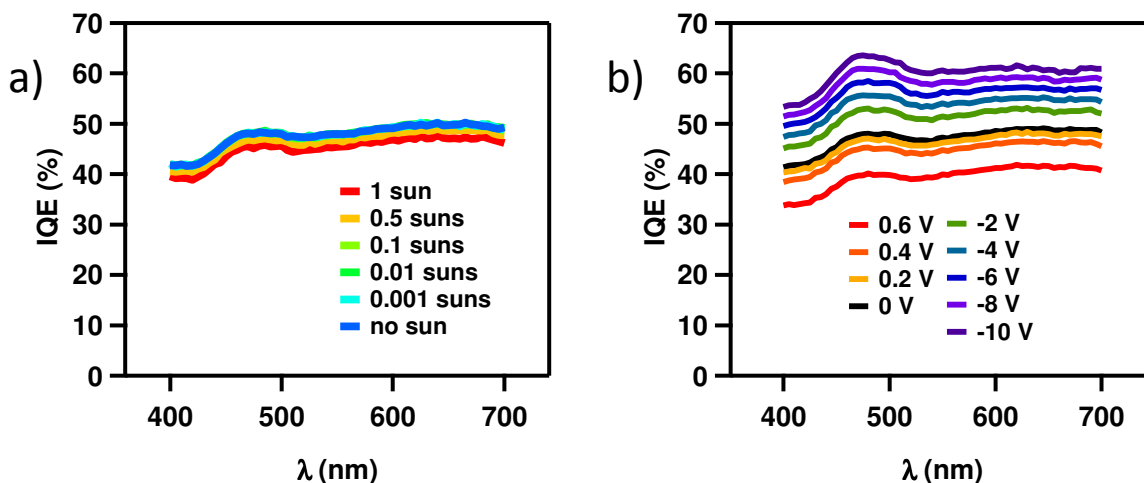 a)
70
60
50
40
30
20
10
0
IQE (%)
1 sun
0.5 suns
0.1 suns
0.01 suns
0.001 suns
no sun
400 500 600 700
λ (nm)
b)
70
60
50
40
30
20
10
0
IQE (%)
0.6 V -2 V
0.4 V -4 V
0.2 V -6 V
0 V -8 V
-10 V
400 500 600 700
λ (nm)